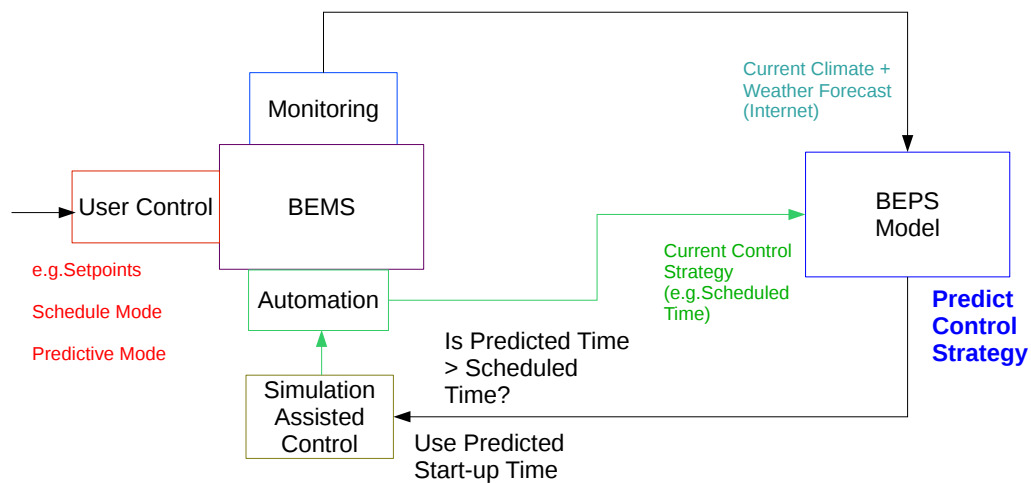 Current Climate +
Weather Forecast
(Internet)
Monitoring
User Control
BEMS
BEPS
Model
e.g.Setpoints
Schedule Mode
Predictive Mode
Automation
Current Control
Strategy
(e.g.Scheduled
Time)
Predict
Control
Strategy
Is Predicted Time
> Scheduled
Time?
Simulation
Assisted
Control
Use Predicted
Start-up Time